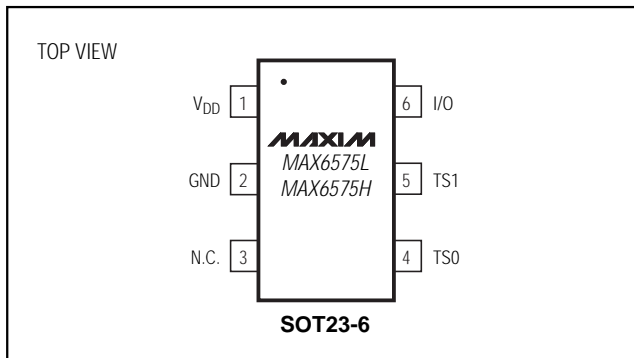 TOP VIEW
VDD 1
6 I/O
MAXIM
MAX6575L
MAX6575H
GND 2
5 TS1
N.C. 3
4 TS0
SOT23-6